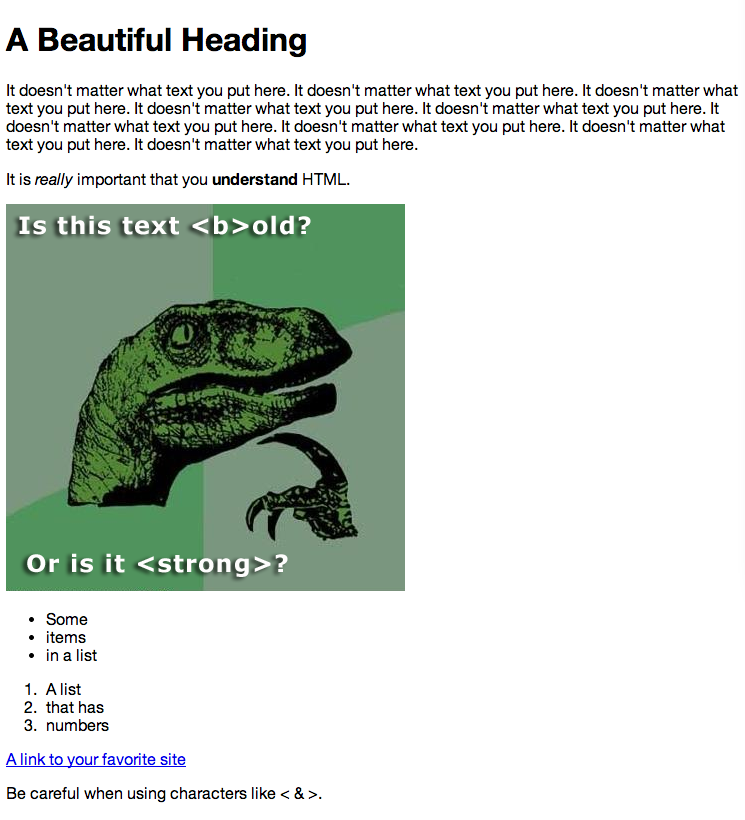 A Beautiful Heading
It doesn't matter what text you put here. It doesn't matter what text you put here. It doesn't matter what
text you put here. It doesn't matter what text you put here. It doesn't matter what text you put here. It
doesn't matter what text you put here. It doesn't matter what text you put here. It doesn't matter what
text you put here. It doesn't matter what text you put here.
It is really important that you understand HTML.
Is this text <b>old?
Or is it <strong>?
• Some
• items
• in a list
1. A list
2. that has
3. numbers
A link to your favorite site
Be careful when using characters like < & >.